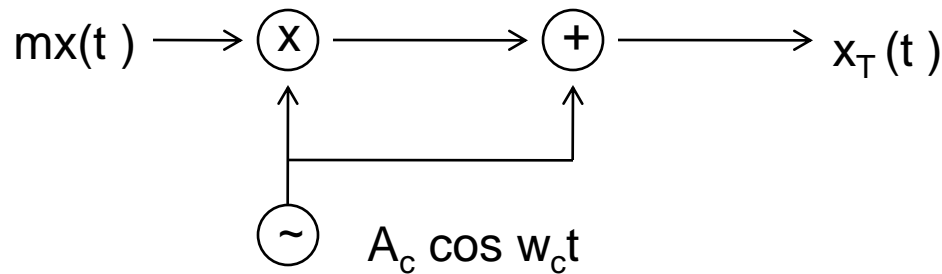 mx(t ) x + x_T (t )
~ A_c cos w_ct